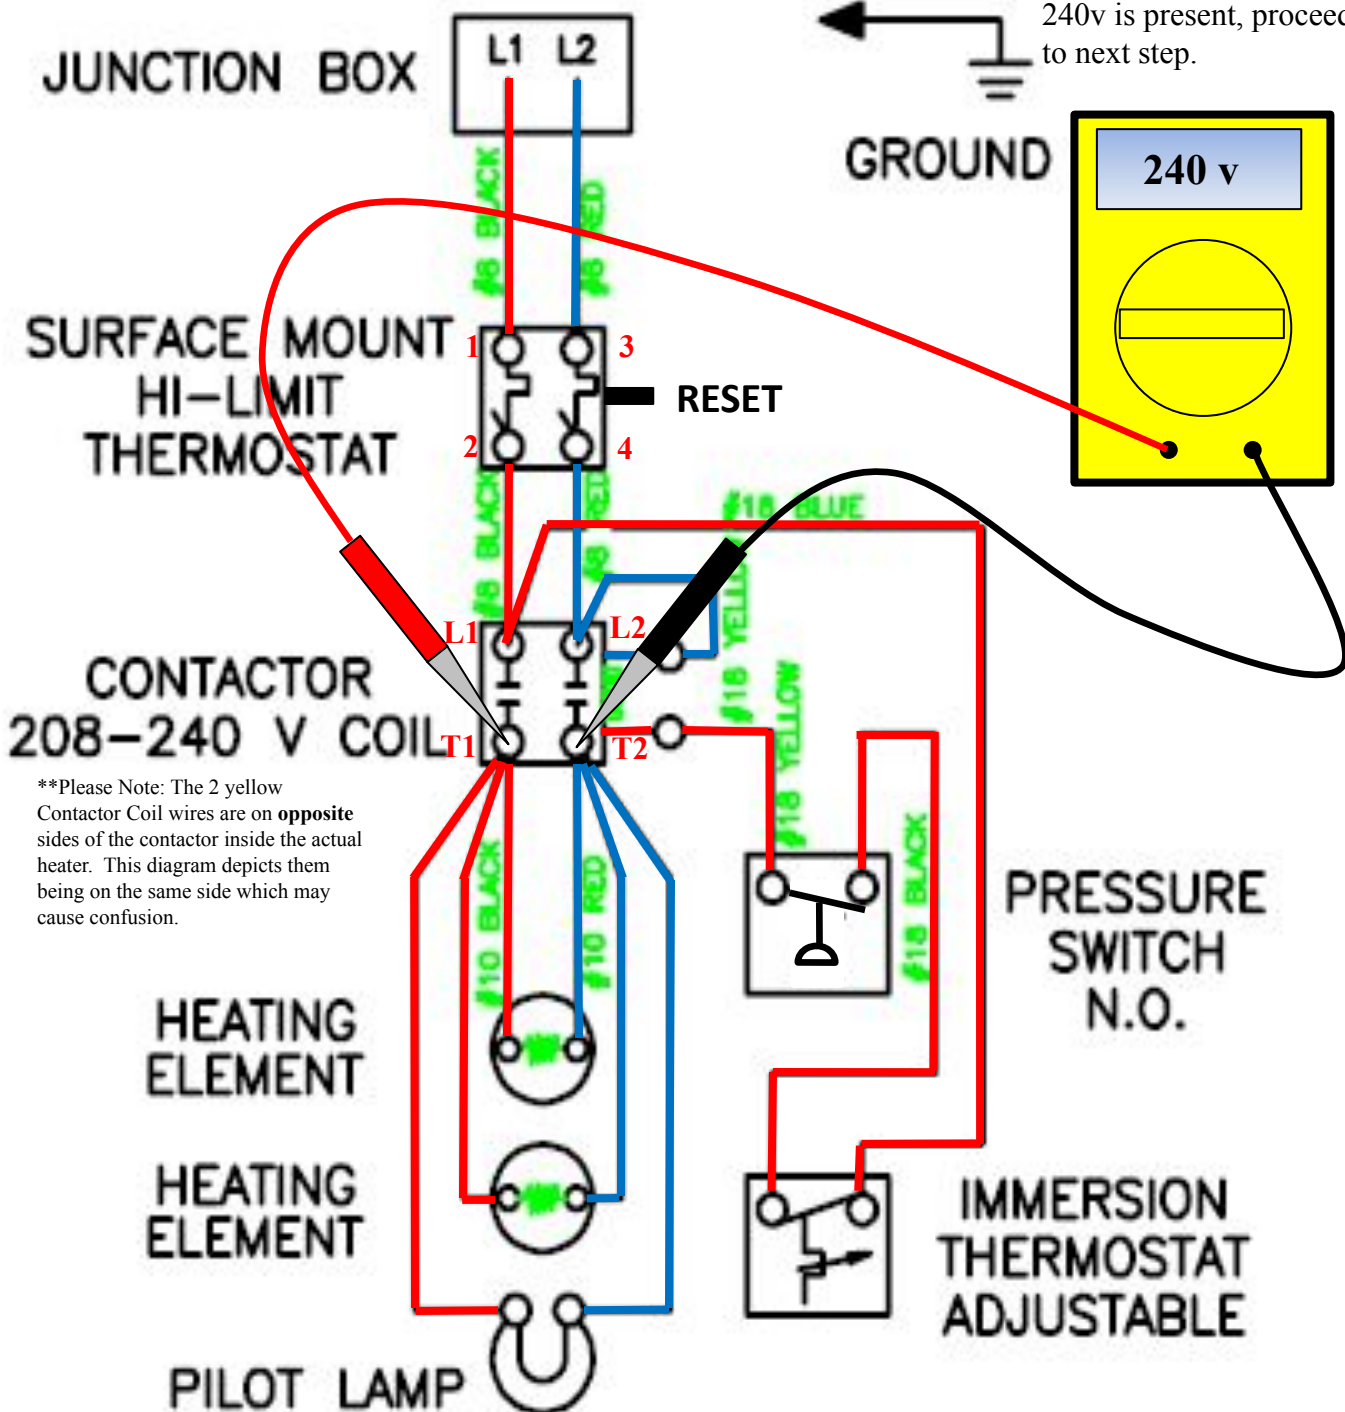 240v is present, proceed
to next step.
JUNCTION BOX
L1 L2
GROUND
240 v
#8 BLACK
#8 RED
SURFACE MOUNT
HI-LIMIT
THERMOSTAT
1
3
2
4
RESET
#8 BLACK
#8 RED
#18 BLUE
#18 YELLOW
L1
L2
CONTACTOR
208-240 V COIL
T1
T2
#18 YELLOW
**Please Note: The 2 yellow
Contactor Coil wires are on opposite
sides of the contactor inside the actual
heater. This diagram depicts them
being on the same side which may
cause confusion.
#10 BLACK
#10 RED
#18 BLACK
PRESSURE
SWITCH
N.O.
HEATING
ELEMENT
HEATING
ELEMENT
IMMERSION
THERMOSTAT
ADJUSTABLE
PILOT LAMP